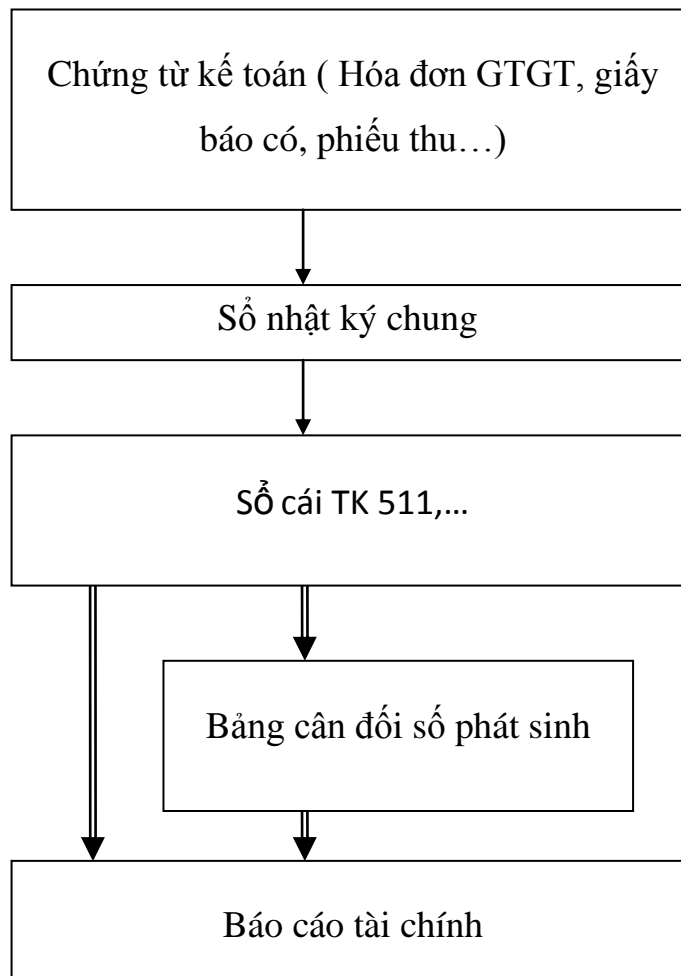 Chứng từ kế toán ( Hóa đơn GTGT, giấy
báo có, phiếu thu…)
Sổ nhật ký chung
Sổ cái TK 511,…
Bảng cân đối số phát sinh
Báo cáo tài chính